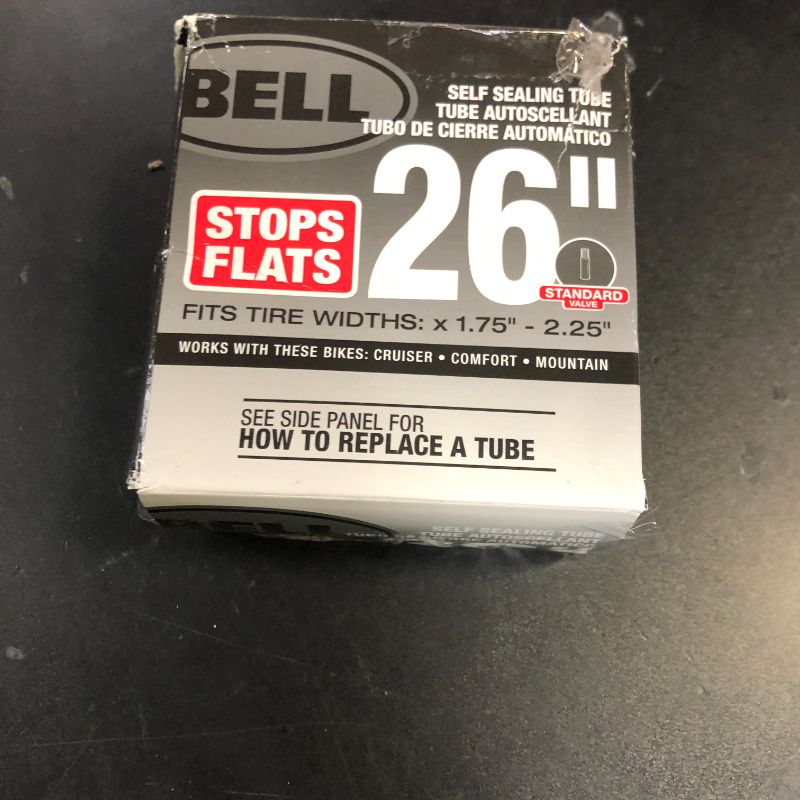 BELL
SELF SEALING TUBE
TUBE AUTOSCELLANT
TUBO DE CIERRE AUTOMÁTICO
26"
STOPS
FLATS
STANDARD
VALVE
FITS TIRE WIDTHS: x 1.75" - 2.25"
WORKS WITH THESE BIKES: CRUISER • COMFORT • MOUNTAIN
SEE SIDE PANEL FOR
HOW TO REPLACE A TUBE
BELL
SELF SEALING TUBE